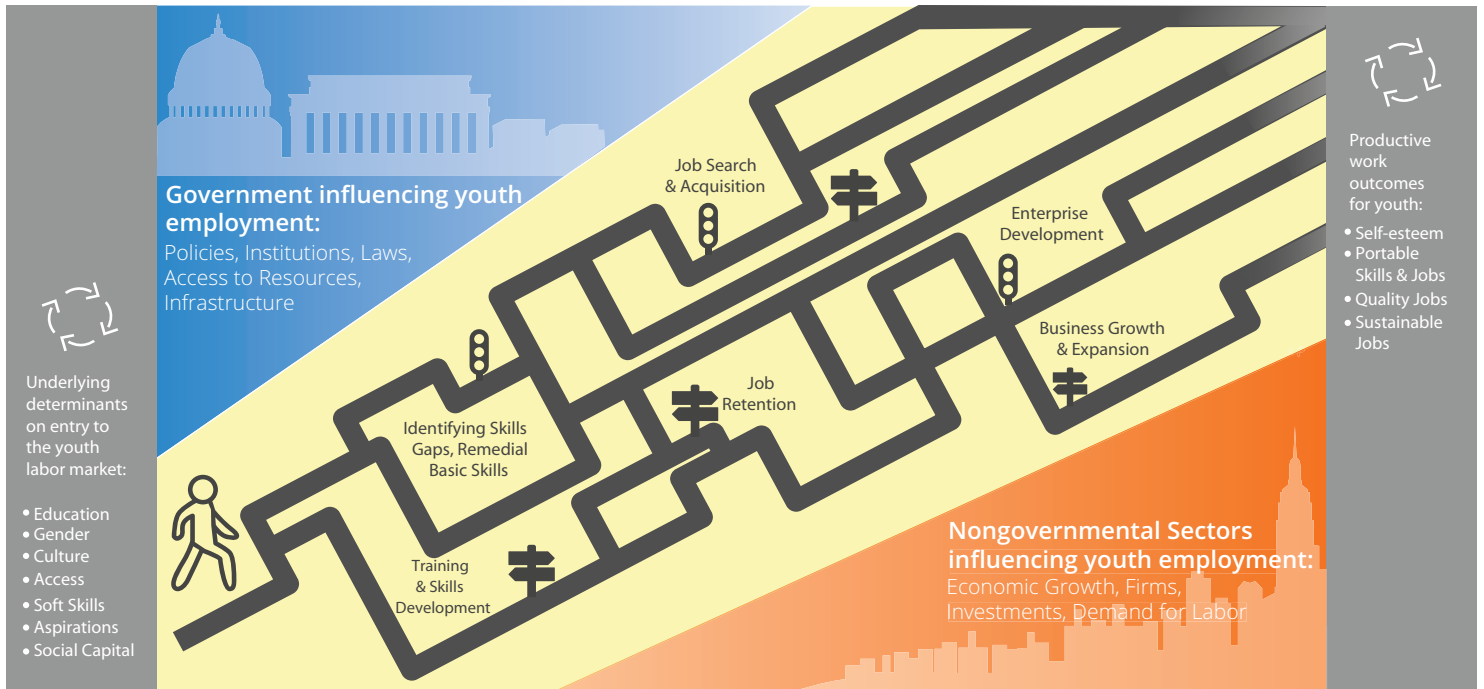 Underlying
determinants
on entry to
the youth
labor market:
• Education
• Gender
• Culture
• Access
• Soft Skills
• Aspirations
• Social Capital
Government influencing youth
employment:
Policies, Institutions, Laws,
Access to Resources,
Infrastructure
Job Search
& Acquisition
Enterprise
Development
Business Growth
& Expansion
Job
Retention
Identifying Skills
Gaps, Remedial
Basic Skills
Training
& Skills
Development
Nongovernmental Sectors
influencing youth employment:
Economic Growth, Firms,
Investments, Demand for Labor
Productive
work
outcomes
for youth:
• Self-esteem
• Portable
Skills & Jobs
• Quality Jobs
• Sustainable
Jobs